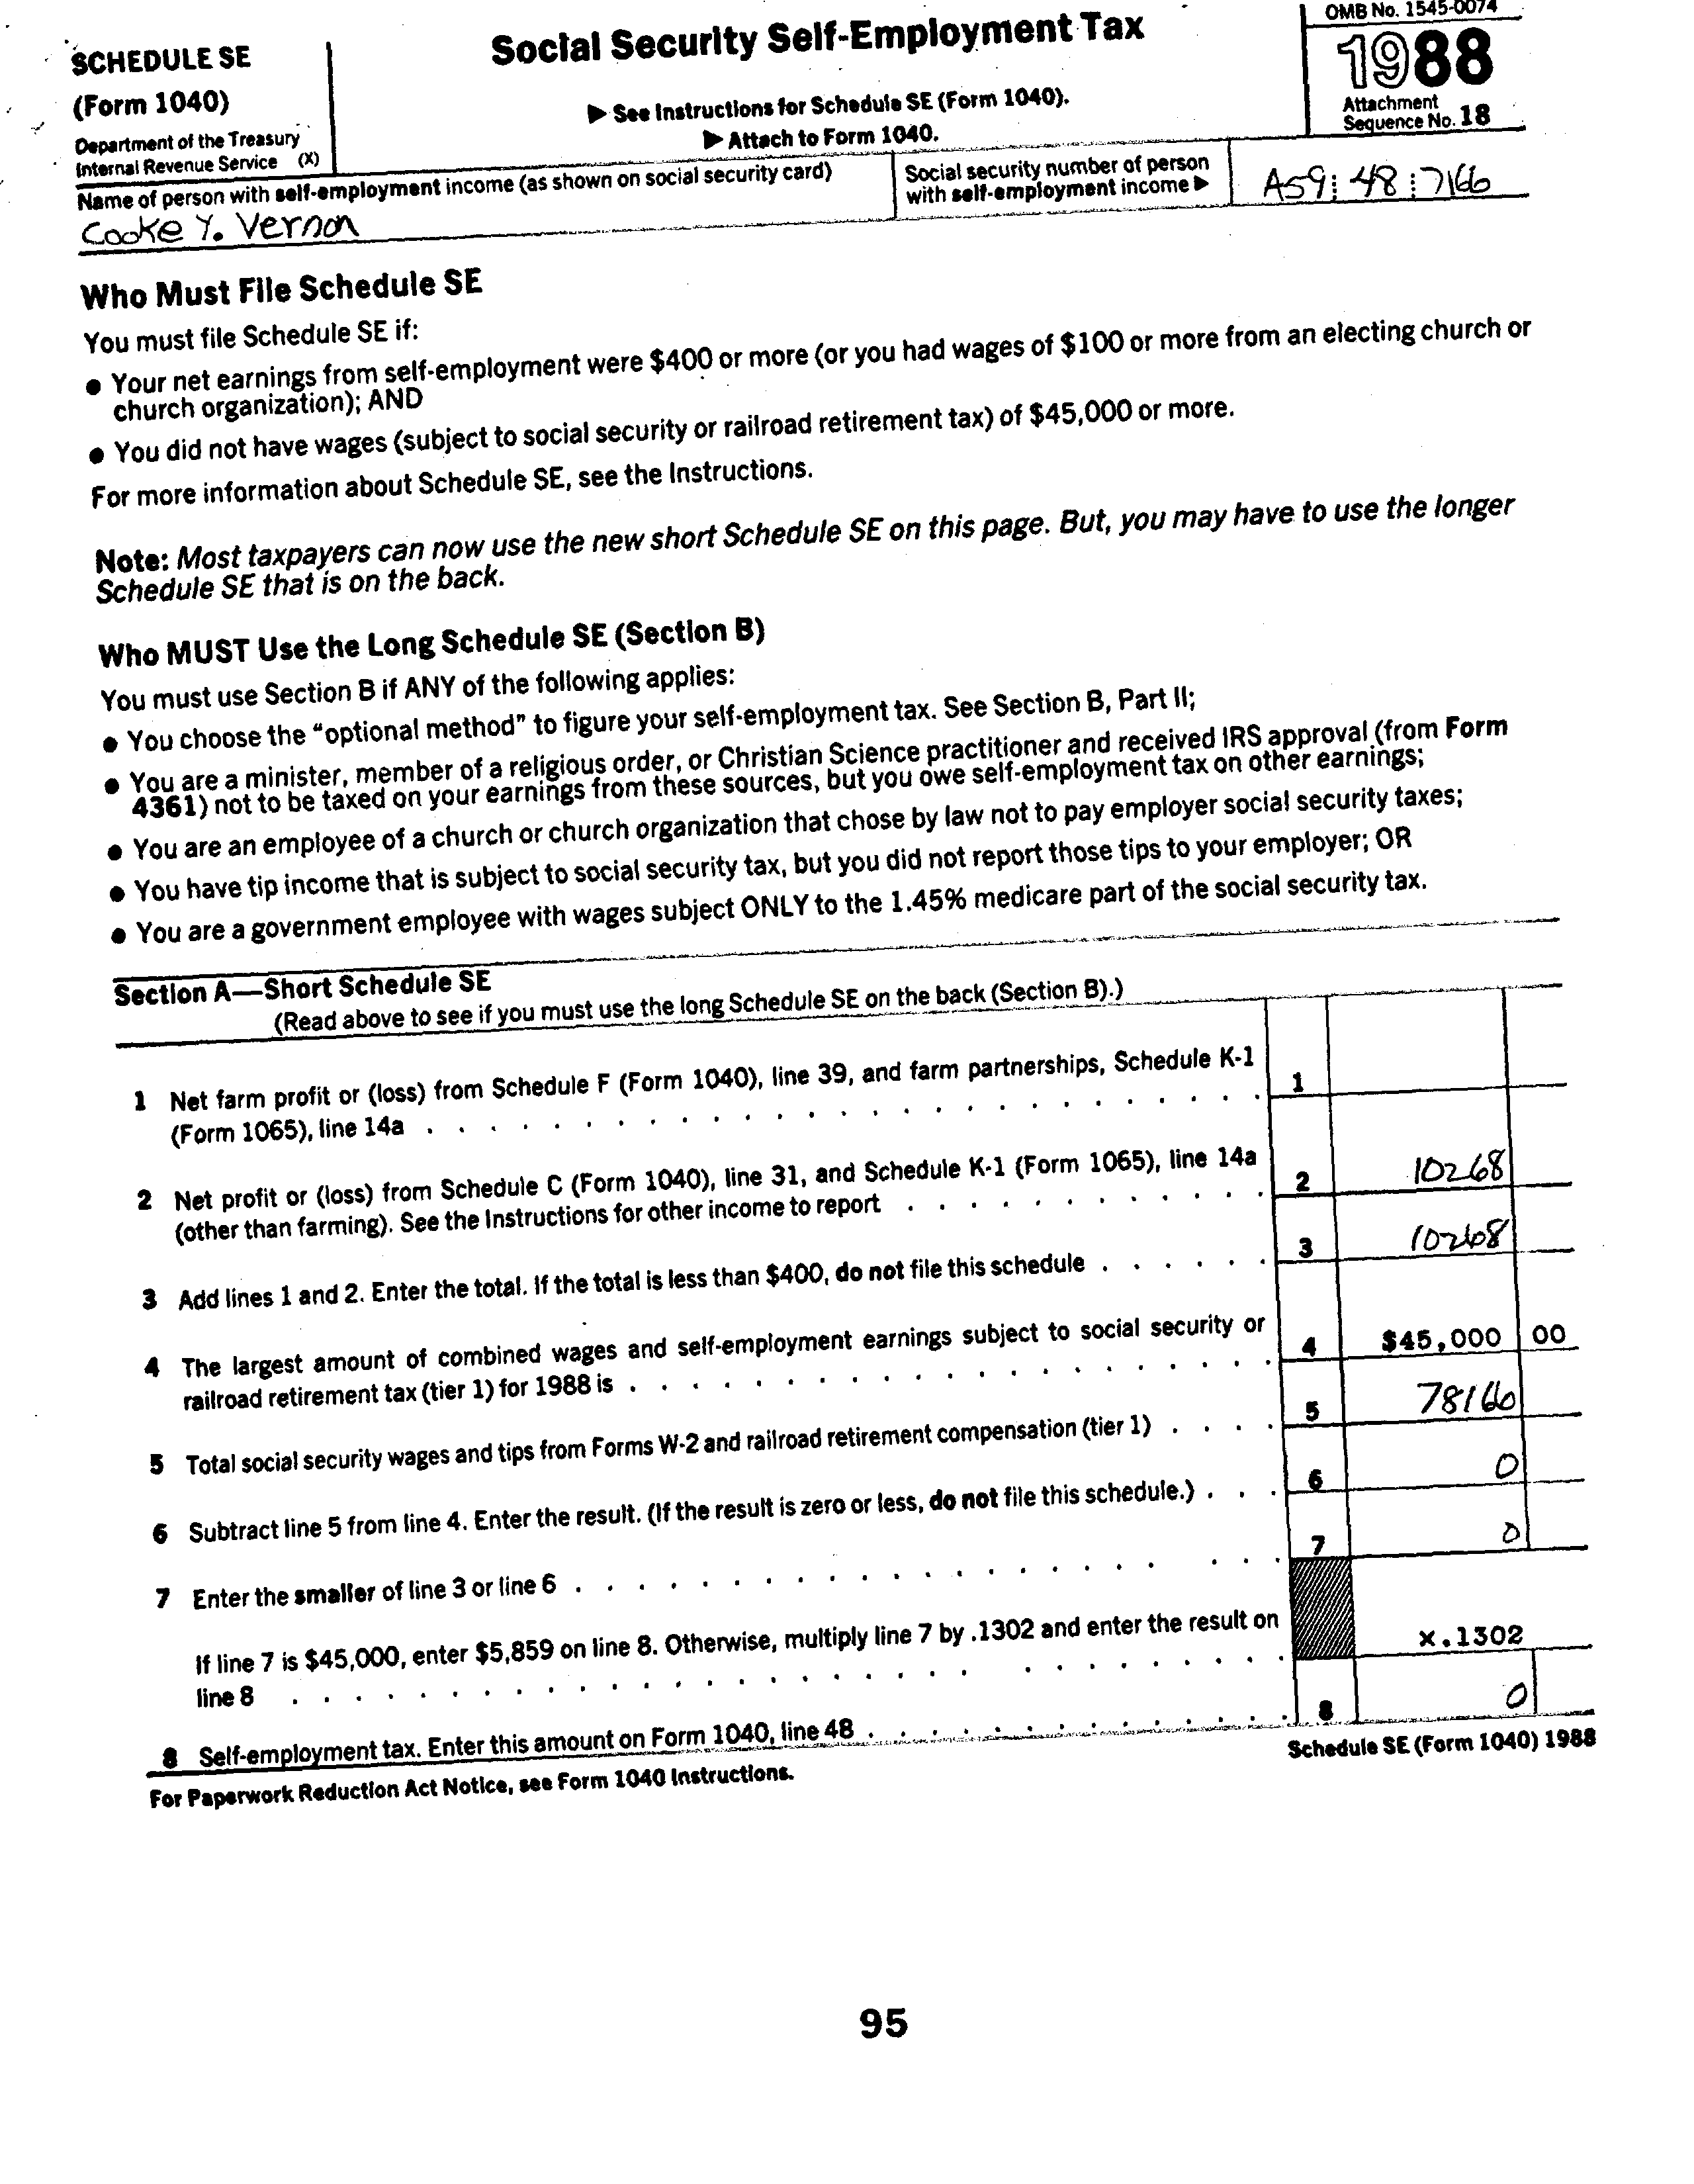 SCHEDULE SE
(Form 1040)
Department of the Treasury
Internal Revenue Service (X)
Social Security Self-Employment Tax
▶ See Instructions for Schedule SE (Form 1040).
▶ Attach to Form 1040.
OMB No. 1545-0074
1988
Attachment
Sequence No. 18
Name of person with self-employment income (as shown on social security card)
Cooke Y. Vernon
Social security number of person
with self-employment income ▶
A59 48 7166
Who Must File Schedule SE
You must file Schedule SE if:
● Your net earnings from self-employment were $400 or more (or you had wages of $100 or more from an electing church or
church organization); AND
● You did not have wages (subject to social security or railroad retirement tax) of $45,000 or more.
For more information about Schedule SE, see the Instructions.
Note: Most taxpayers can now use the new short Schedule SE on this page. But, you may have to use the longer
Schedule SE that is on the back.
Who MUST Use the Long Schedule SE (Section B)
You must use Section B if ANY of the following applies:
● You choose the "optional method" to figure your self-employment tax. See Section B, Part II;
● You are a minister, member of a religious order, or Christian Science practitioner and received IRS approval (from Form
4361) not to be taxed on your earnings from these sources, but you owe self-employment tax on other earnings;
● You are an employee of a church or church organization that chose by law not to pay employer social security taxes;
● You have tip income that is subject to social security tax, but you did not report those tips to your employer; OR
● You are a government employee with wages subject ONLY to the 1.45% medicare part of the social security tax.
Section A—Short Schedule SE
(Read above to see if you must use the long Schedule SE on the back (Section B).)
1 Net farm profit or (loss) from Schedule F (Form 1040), line 39, and farm partnerships, Schedule K-1
(Form 1065), line 14a . . . . . . . . . . 1
2 Net profit or (loss) from Schedule C (Form 1040), line 31, and Schedule K-1 (Form 1065), line 14a
(other than farming). See the Instructions for other income to report . . . . . . . . . . 2 10268
3 Add lines 1 and 2. Enter the total. If the total is less than $400, do not file this schedule . . . . . . 3 10268
4 The largest amount of combined wages and self-employment earnings subject to social security or
railroad retirement tax (tier 1) for 1988 is . . . . . . . . . . 4 $45,000 00
5 Total social security wages and tips from Forms W-2 and railroad retirement compensation (tier 1) . . . . 5 78166
6 Subtract line 5 from line 4. Enter the result. (If the result is zero or less, do not file this schedule.) . . . 6 0
7 Enter the smaller of line 3 or line 6 . . . . . . . . . . 7 0
If line 7 is $45,000, enter $5,859 on line 8. Otherwise, multiply line 7 by .1302 and enter the result on
line 8 . . . . . . . . . . x.1302
8 Self-employment tax. Enter this amount on Form 1040, line 48 . . . . . . . . . . 8 0
For Paperwork Reduction Act Notice, see Form 1040 Instructions.
Schedule SE (Form 1040) 1988
95